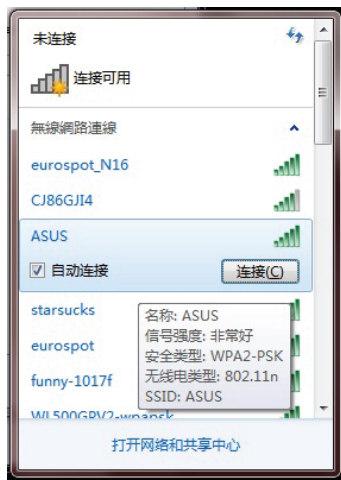 未连接
连接可用
無線網路連線
eurospot_N16
CJ86GJI4
ASUS
自动连接
连接(C)
starsucks
eurospot
funny-1017f
WL500GPV2-wpapsk
名称: ASUS
信号强度: 非常好
安全类型: WPA2-PSK
无线电类型: 802.11n
SSID: ASUS
打开网络和共享中心